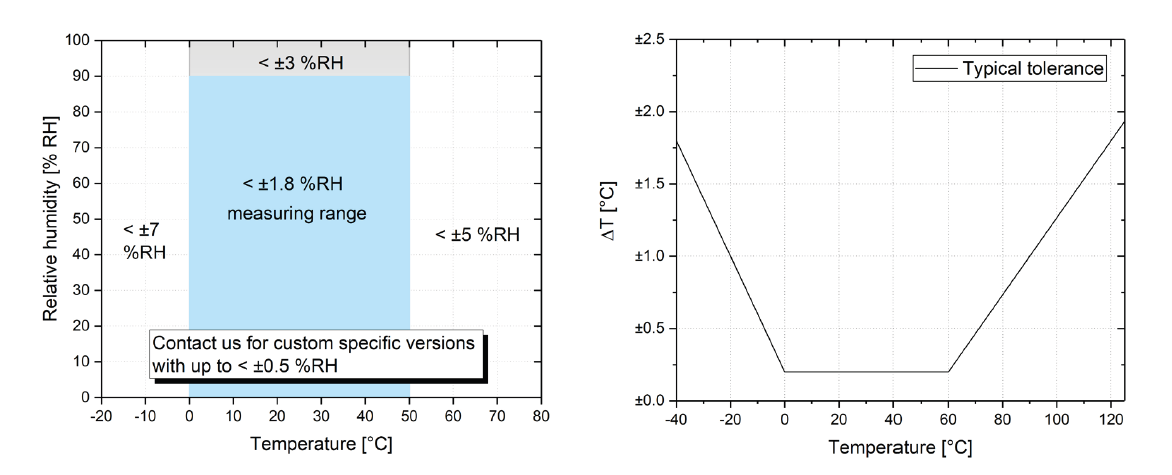 100
90
80
70
60
50
40
30
20
10
0
Relative humidity [% RH]
< ±3 %RH
< ±1.8 %RH
measuring range
< ±7
%RH
< ±5 %RH
Contact us for custom specific versions
with up to < ±0.5 %RH
-20 -10 0 10 20 30 40 50 60 70 80
Temperature [°C]
±2.5
±2.0
±1.5
±1.0
±0.5
±0.0
ΔT [°C]
Typical tolerance
-40 -20 0 20 40 60 80 100 120
Temperature [°C]